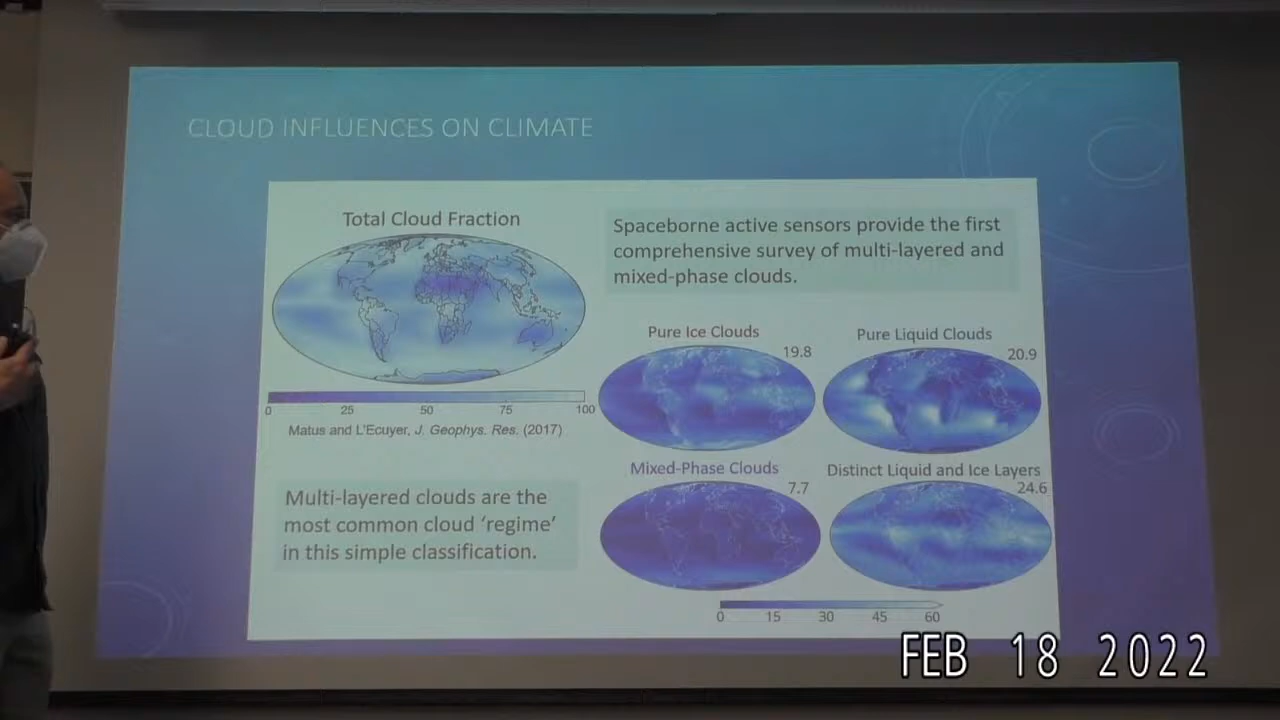 CLOUD INFLUENCES ON CLIMATE
Total Cloud Fraction
0 25 50 75 100
Matus and L'Ecuyer, J. Geophys. Res. (2017)
Spaceborne active sensors provide the first
comprehensive survey of multi-layered and
mixed-phase clouds.
Pure Ice Clouds
19.8
Pure Liquid Clouds
20.9
Mixed-Phase Clouds
7.7
Distinct Liquid and Ice Layers
24.6
0 15 30 45 60
Multi-layered clouds are the
most common cloud ‘regime’
in this simple classification.
FEB 18 2022